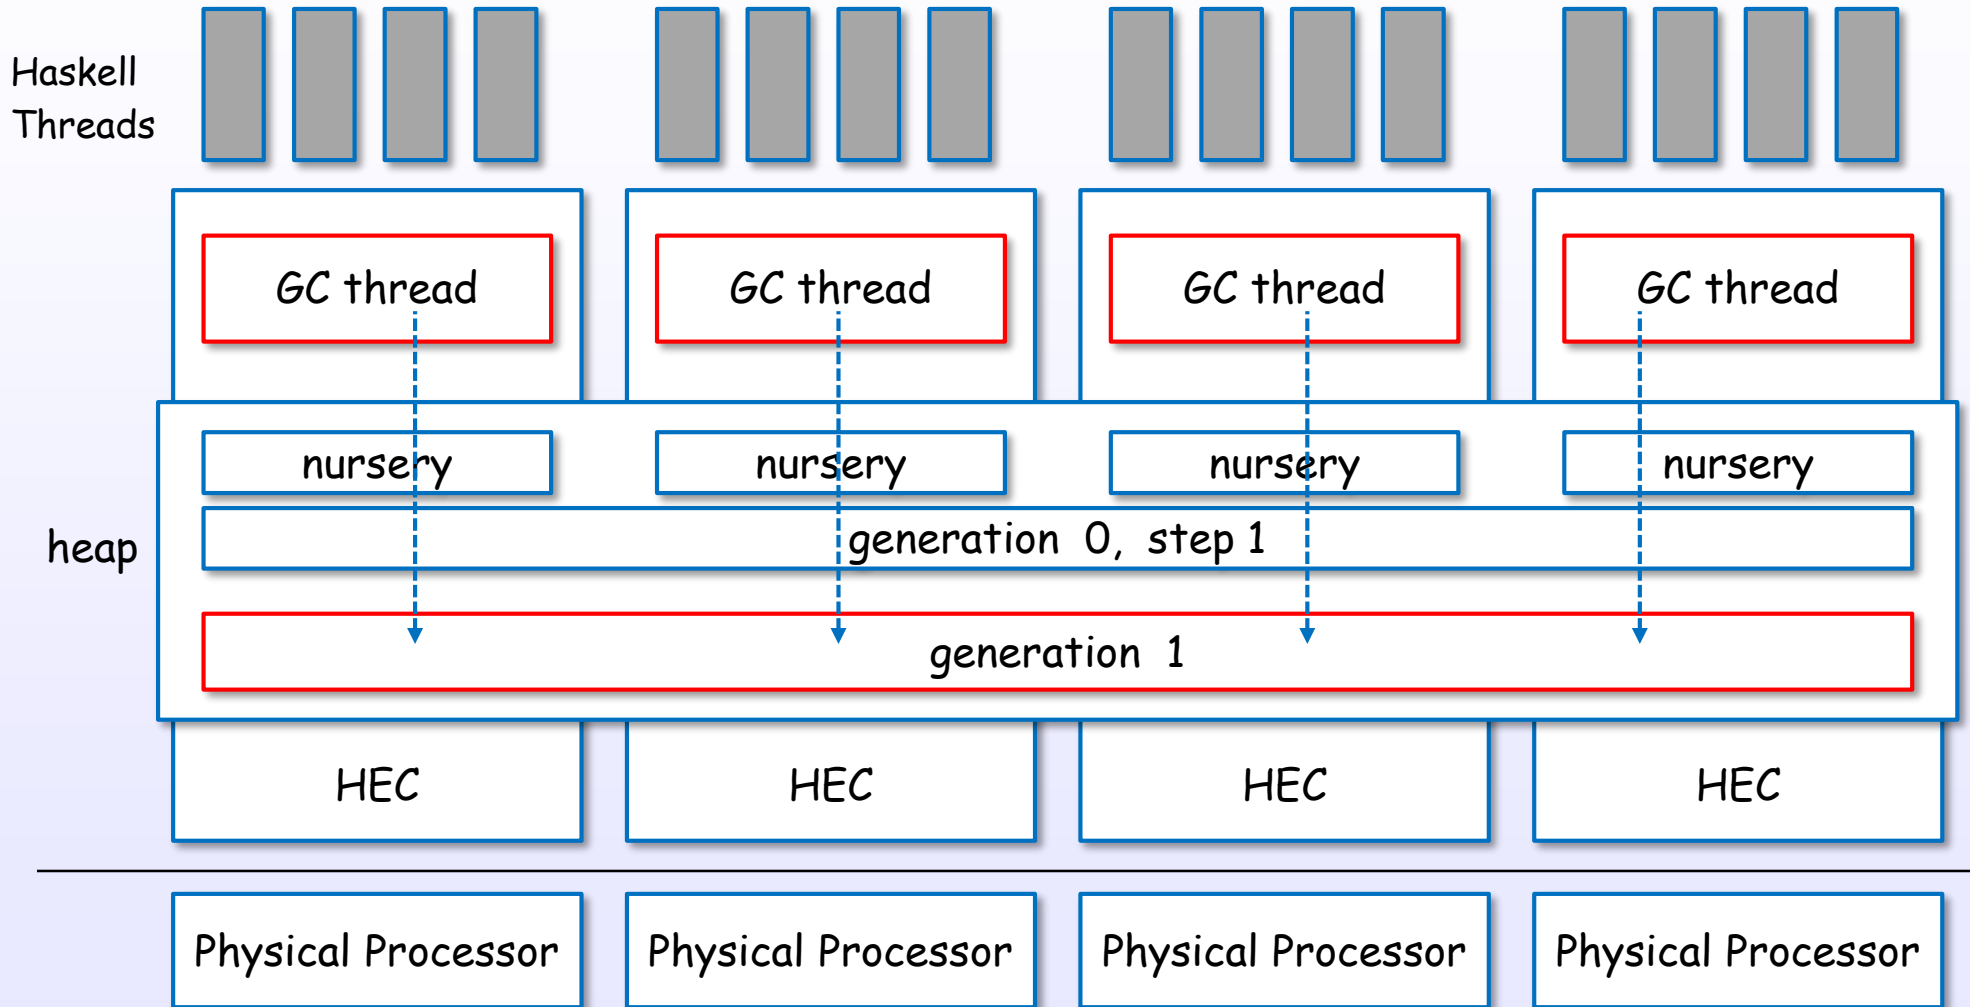 Haskell
Threads
GC thread GC thread GC thread GC thread
nursery nursery nursery nursery
heap
generation 0, step 1
generation 1
HEC HEC HEC HEC
Physical Processor Physical Processor Physical Processor Physical Processor